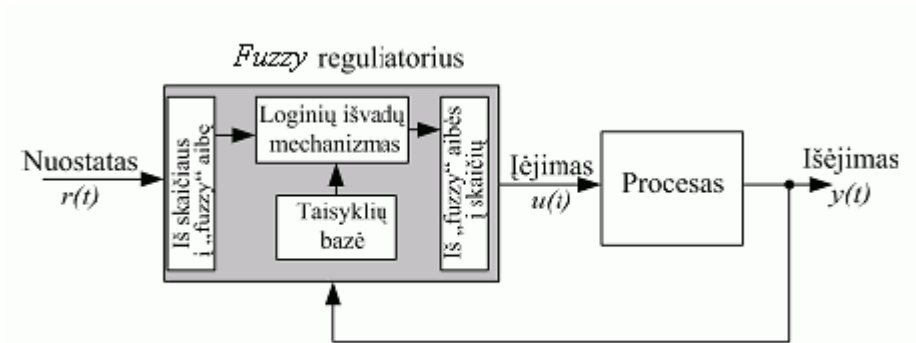 Fuzzy reguliatorius
Nuostatas
r(t)
Iš skaičiaus
į „fuzzy“ aibę
Loginių išvadų
mechanizmas
Taisyklių
bazė
Iš „fuzzy“ aibės
į skaičių
Įėjimas
u(i)
Procesas
Išėjimas
y(t)